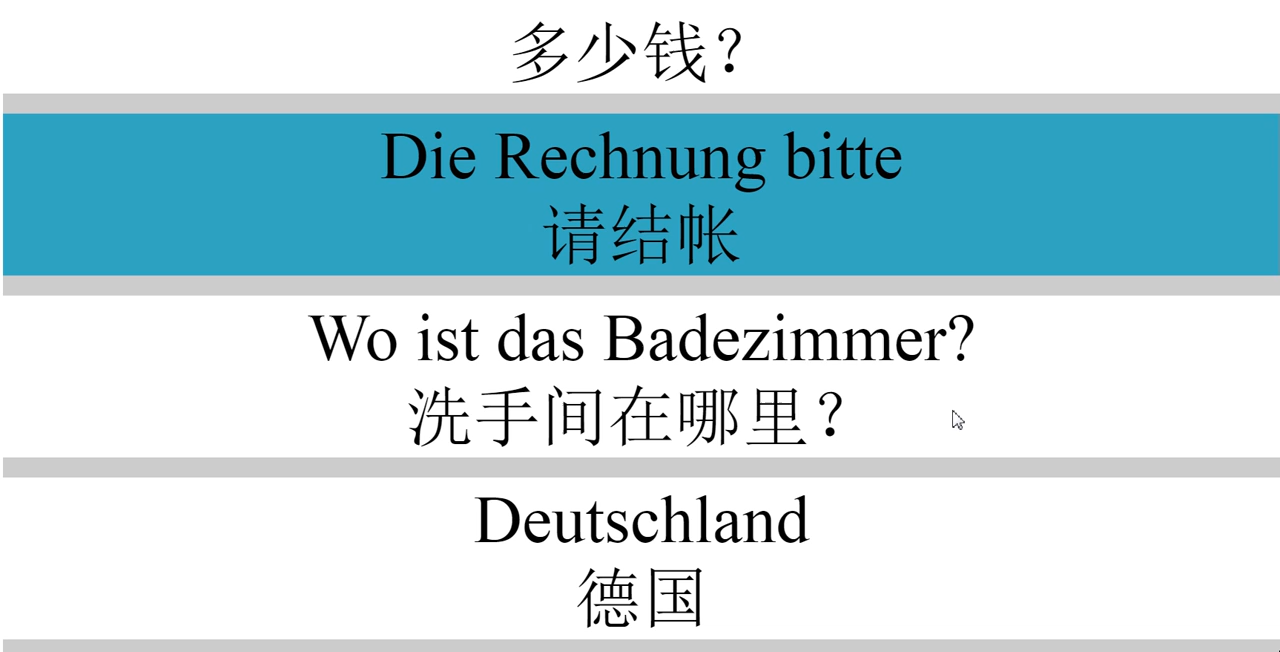 多少钱？
Die Rechnung bitte
请结帐
Wo ist das Badezimmer?
洗手间在哪里？
Deutschland
德国